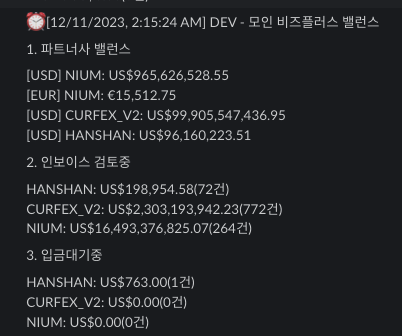 ⏰[12/11/2023, 2:15:24 AM] DEV - 모인 비즈플러스 밸런스
1. 파트너사 밸런스
[USD] NIUM: US$965,626,528.55
[EUR] NIUM: €15,512.75
[USD] CURFEX_V2: US$99,905,547,436.95
[USD] HANSHAN: US$96,160,223.51
2. 인보이스 검토중
HANSHAN: US$198,954.58(72건)
CURFEX_V2: US$2,303,193,942.23(772건)
NIUM: US$16,493,376,825.07(264건)
3. 입금대기중
HANSHAN: US$763.00(1건)
CURFEX_V2: US$0.00(0건)
NIUM: US$0.00(0건)